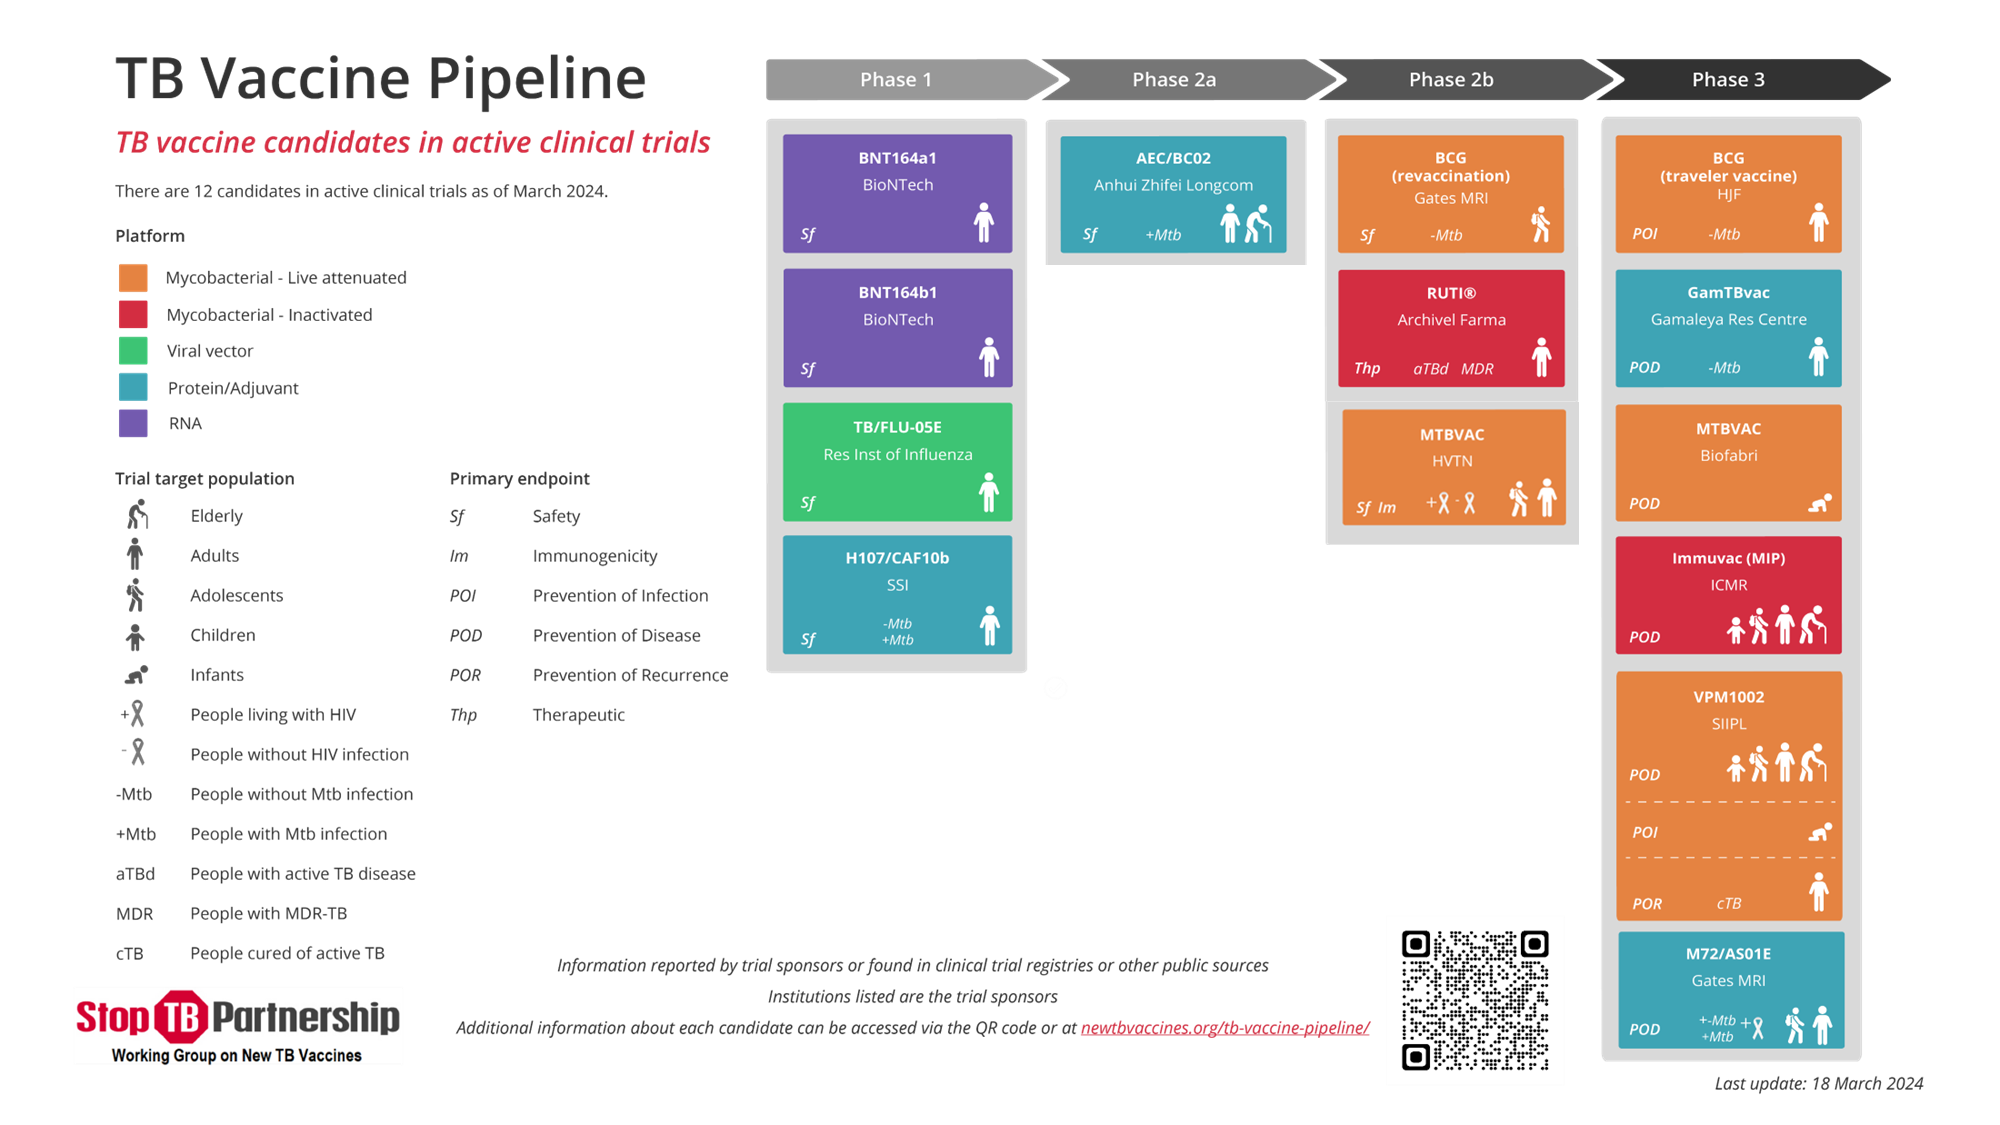 TB Vaccine Pipeline
TB vaccine candidates in active clinical trials
There are 12 candidates in active clinical trials as of March 2024.
Platform
Mycobacterial - Live attenuated
Mycobacterial - Inactivated
Viral vector
Protein/Adjuvant
RNA
Trial target population
Elderly
Adults
Adolescents
Children
Infants
+ People living with HIV
- People without HIV infection
-Mtb People without Mtb infection
+Mtb People with Mtb infection
aTBd People with active TB disease
MDR People with MDR-TB
cTB People cured of active TB
Primary endpoint
Sf Safety
Im Immunogenicity
POI Prevention of Infection
POD Prevention of Disease
POR Prevention of Recurrence
Thp Therapeutic
Phase 1
BNT164a1
BioNTech
Sf
BNT164b1
BioNTech
Sf
TB/FLU-05E
Res Inst of Influenza
Sf
H107/CAF10b
SSI
-Mtb
Sf +Mtb
Phase 2a
AEC/BC02
Anhui Zhifei Longcom
Sf +Mtb
Phase 2b
BCG
(revaccination)
Gates MRI
Sf -Mtb
RUTI®
Archivel Farma
Thp aTBd MDR
MTBVAC
HVTN
Sf Im + -
Phase 3
BCG
(traveler vaccine)
HJF
POI -Mtb
GamTBvac
Gamaleya Res Centre
POD -Mtb
MTBVAC
Biofabri
POD
Immuvac (MIP)
ICMR
POD
VPM1002
SIIPL
POD
POI
POR cTB
M72/AS01E
Gates MRI
+-Mtb +
POD +Mtb
Stop TB Partnership
Working Group on New TB Vaccines
Information reported by trial sponsors or found in clinical trial registries or other public sources
Institutions listed are the trial sponsors
Additional information about each candidate can be accessed via the QR code or at newtbvaccines.org/tb-vaccine-pipeline/
Last update: 18 March 2024